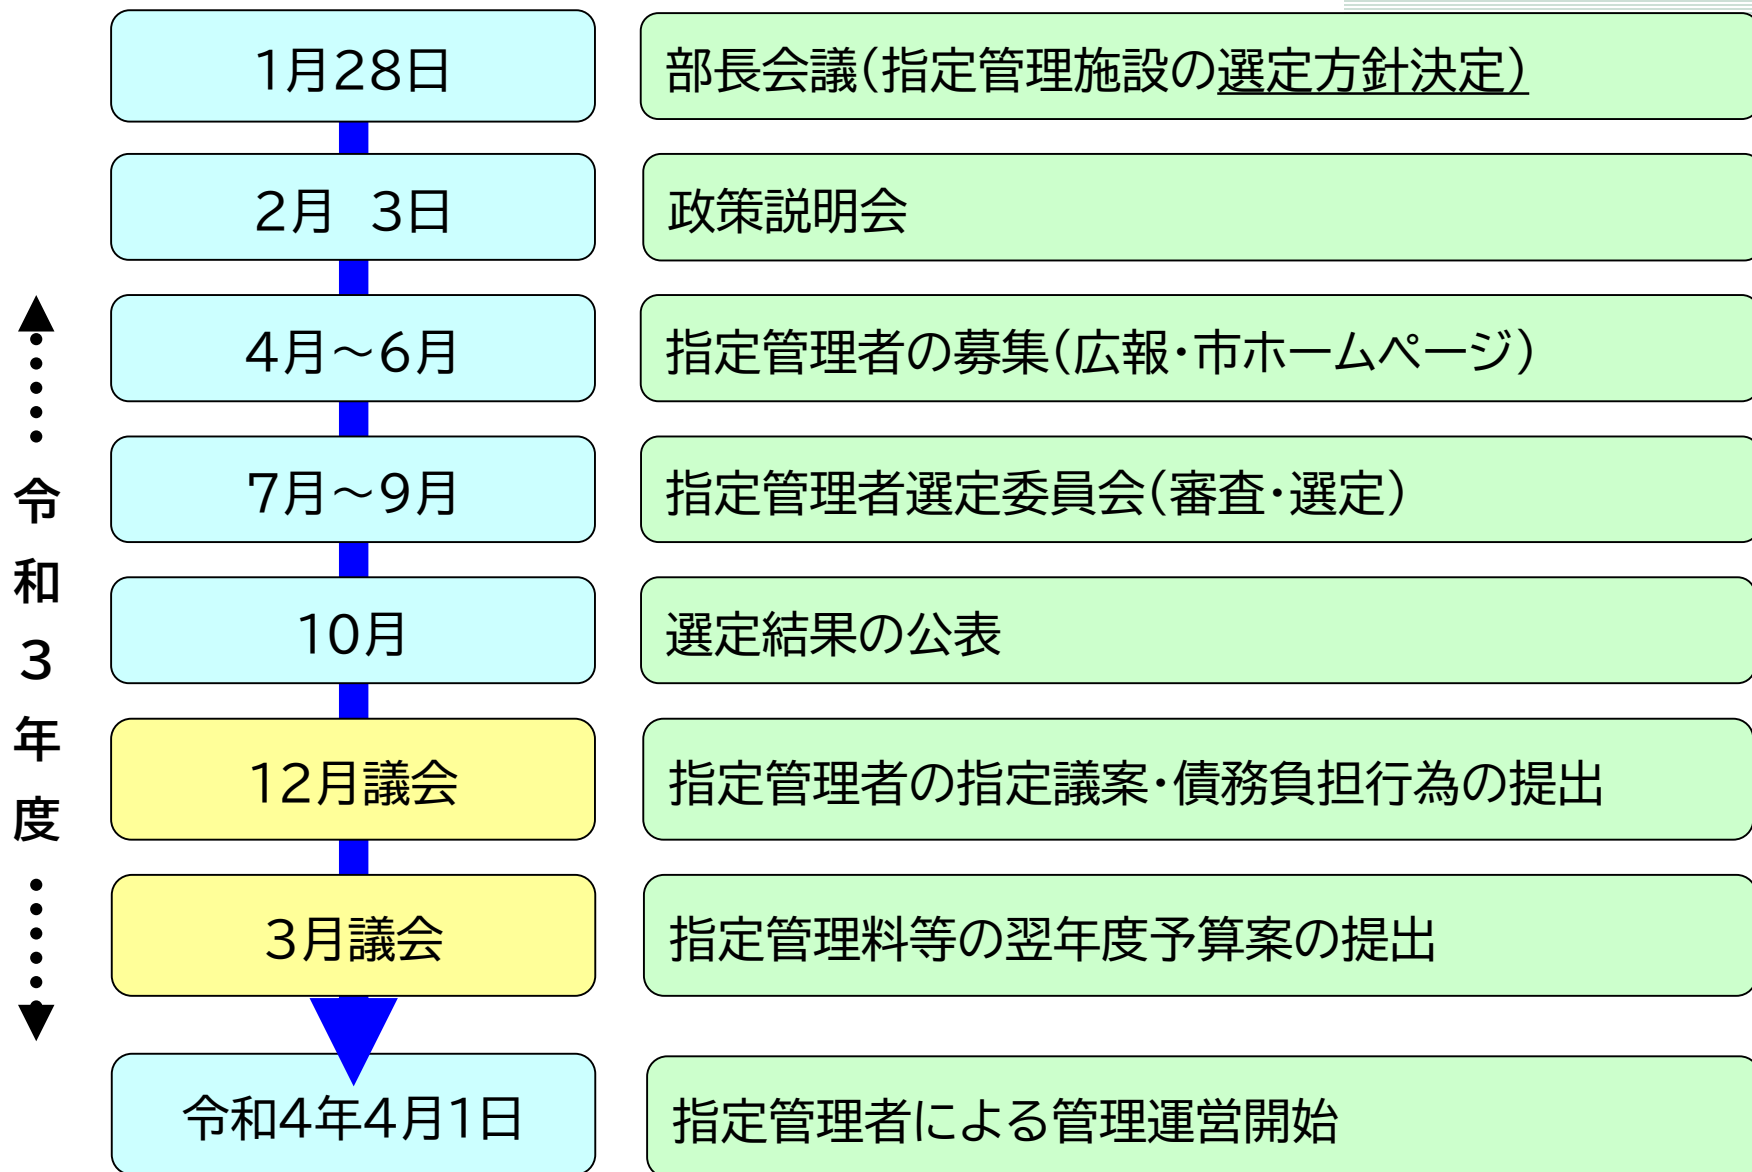 1月28日
部長会議(指定管理施設の選定方針決定)
2月　3日
政策説明会
4月～6月
指定管理者の募集(広報・市ホームページ)
7月～9月
指定管理者選定委員会(審査・選定)
10月
選定結果の公表
12月議会
指定管理者の指定議案・債務負担行為の提出
3月議会
指定管理料等の翌年度予算案の提出
令和4年4月1日
指定管理者による管理運営開始
令和3年度